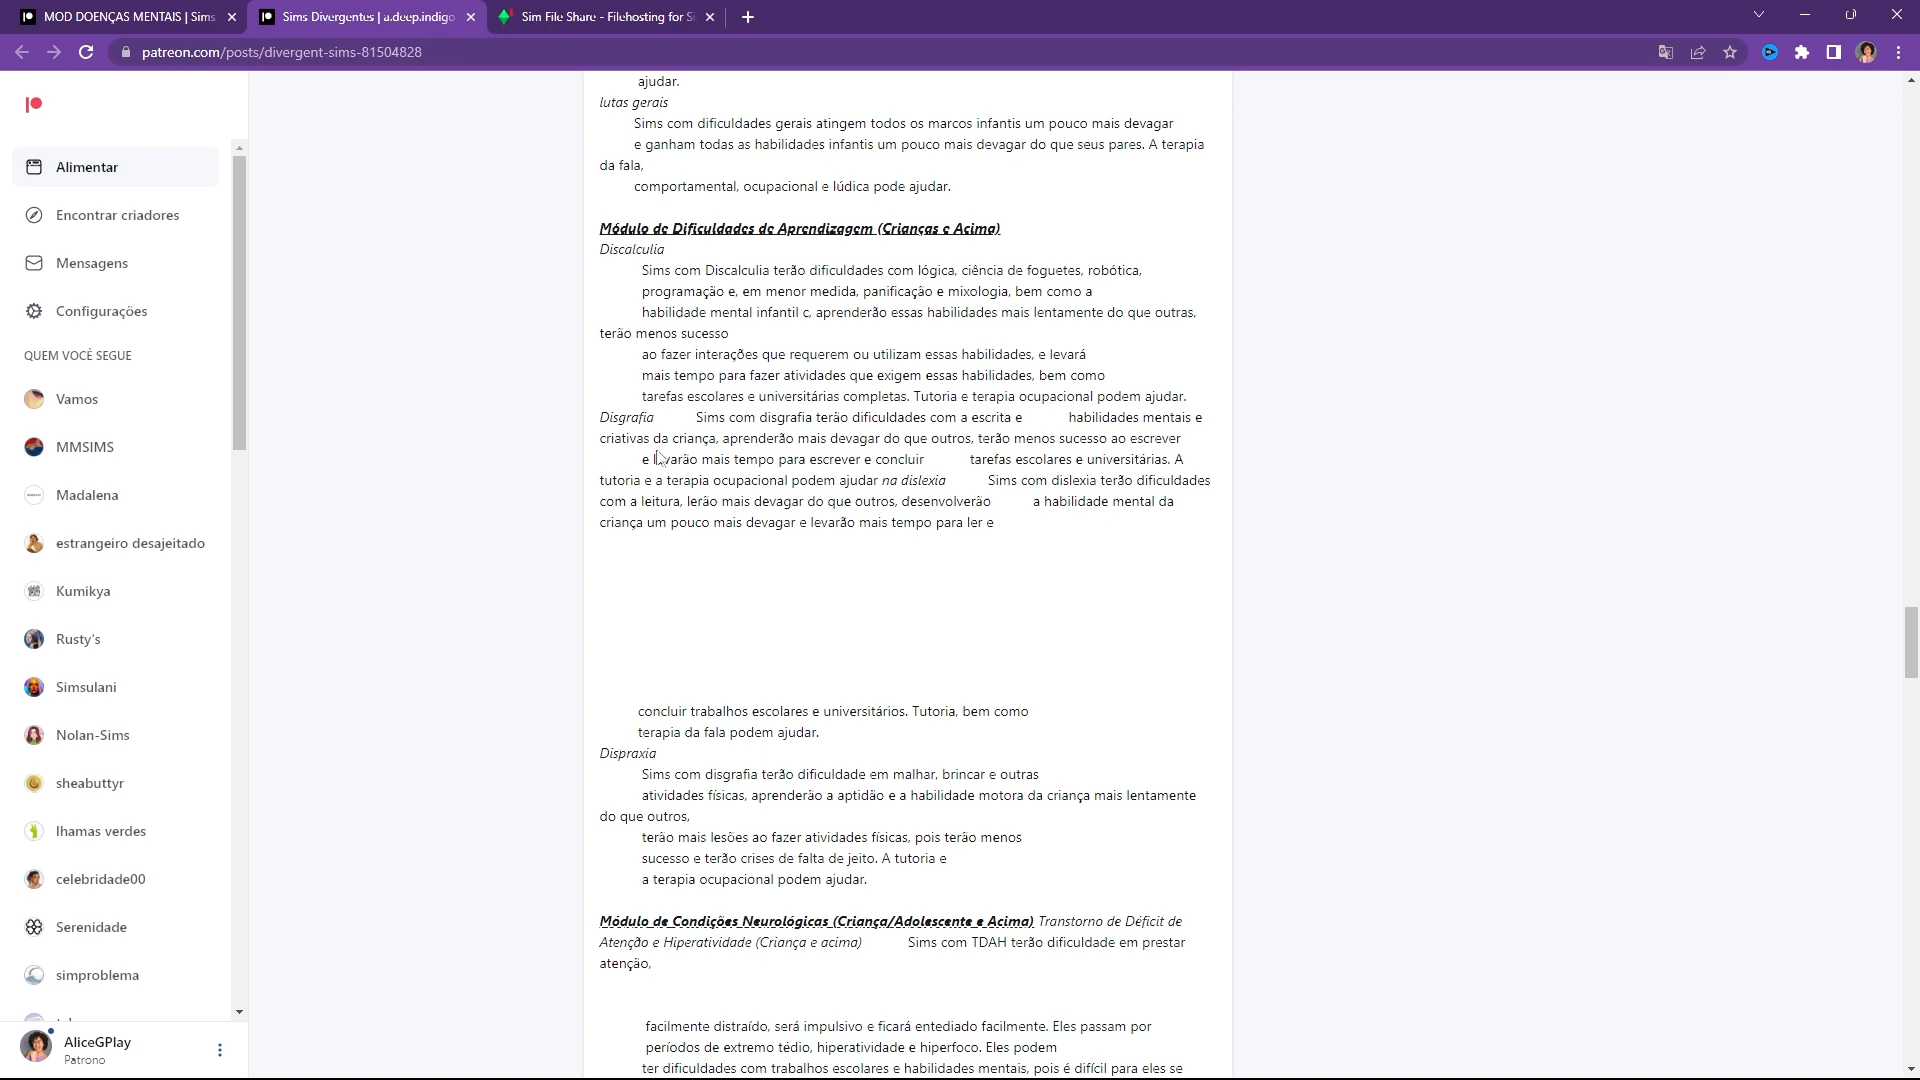 MOD DOENÇAS MENTAIS | Sims
Sims Divergentes | a.deep.indigo
Sim File Share - Filehosting for Si
patreon.com/posts/divergent-sims-81504828
Alimentar
Encontrar criadores
Mensagens
Configurações
QUEM VOCÊ SEGUE
Vamos
MMSIMS
Madalena
estrangeiro desajeitado
Kumikya
Rusty's
Simsulani
Nolan-Sims
sheabuttyr
lhamas verdes
celebridade00
Serenidade
simproblema
AliceGPlay
Patrono
ajudar.
lutas gerais
Sims com dificuldades gerais atingem todos os marcos infantis um pouco mais devagar
e ganham todas as habilidades infantis um pouco mais devagar do que seus pares. A terapia
da fala,
comportamental, ocupacional e lúdica pode ajudar.
Módulo de Dificuldades de Aprendizagem (Crianças e Acima)
Discalculia
Sims com Discalculia terão dificuldades com lógica, ciência de foguetes, robótica,
programação e, em menor medida, panificação e mixologia, bem como a
habilidade mental infantil c, aprenderão essas habilidades mais lentamente do que outras,
terão menos sucesso
ao fazer interações que requerem ou utilizam essas habilidades, e levará
mais tempo para fazer atividades que exigem essas habilidades, bem como
tarefas escolares e universitárias completas. Tutoria e terapia ocupacional podem ajudar.
Disgrafia Sims com disgrafia terão dificuldades com a escrita e habilidades mentais e
criativas da criança, aprenderão mais devagar do que outros, terão menos sucesso ao escrever
e levarão mais tempo para escrever e concluir tarefas escolares e universitárias. A
tutoria e a terapia ocupacional podem ajudar na dislexia Sims com dislexia terão dificuldades
com a leitura, lerão mais devagar do que outros, desenvolverão a habilidade mental da
criança um pouco mais devagar e levarão mais tempo para ler e
concluir trabalhos escolares e universitários. Tutoria, bem como
terapia da fala podem ajudar.
Dispraxia
Sims com disgrafia terão dificuldade em malhar, brincar e outras
atividades físicas, aprenderão a aptidão e a habilidade motora da criança mais lentamente
do que outros,
terão mais lesões ao fazer atividades físicas, pois terão menos
sucesso e terão crises de falta de jeito. A tutoria e
a terapia ocupacional podem ajudar.
Módulo de Condições Neurológicas (Criança/Adolescente e Acima) Transtorno de Déficit de
Atenção e Hiperatividade (Criança e acima) Sims com TDAH terão dificuldade em prestar
atenção,
facilmente distraído, será impulsivo e ficará entediado facilmente. Eles passam por
períodos de extremo tédio, hiperatividade e hiperfoco. Eles podem
ter dificuldades com trabalhos escolares e habilidades mentais, pois é difícil para eles se